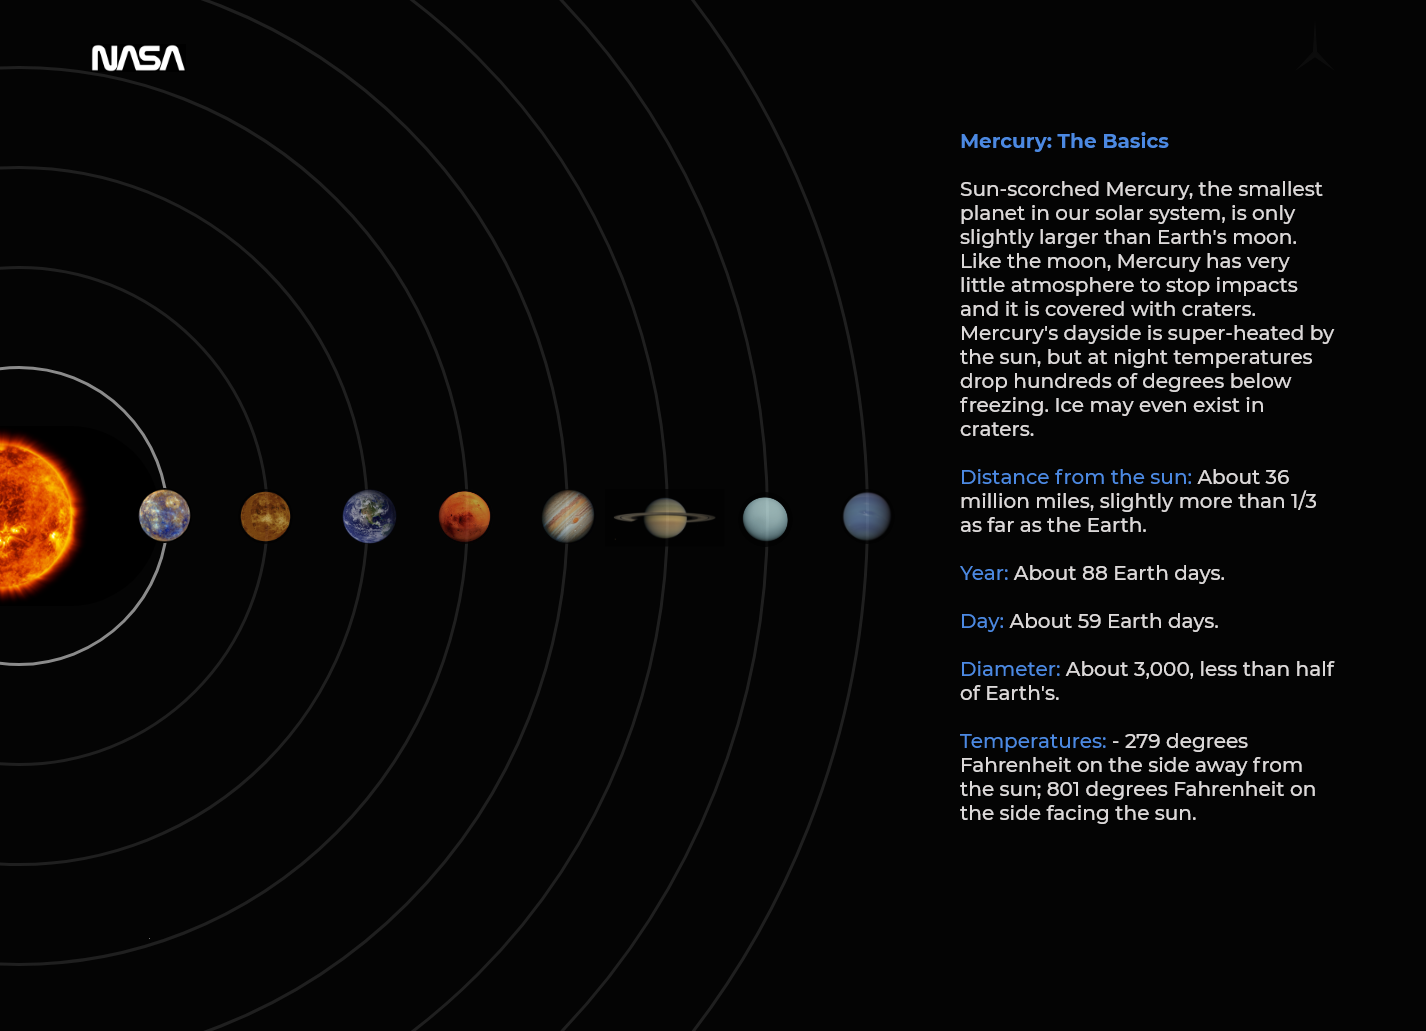 NASA
Mercury: The Basics
Sun-scorched Mercury, the smallest
planet in our solar system, is only
slightly larger than Earth's moon.
Like the moon, Mercury has very
little atmosphere to stop impacts
and it is covered with craters.
Mercury's dayside is super-heated by
the sun, but at night temperatures
drop hundreds of degrees below
freezing. Ice may even exist in
craters.
Distance from the sun: About 36
million miles, slightly more than 1/3
as far as the Earth.
Year: About 88 Earth days.
Day: About 59 Earth days.
Diameter: About 3,000, less than half
of Earth's.
Temperatures: - 279 degrees
Fahrenheit on the side away from
the sun; 801 degrees Fahrenheit on
the side facing the sun.